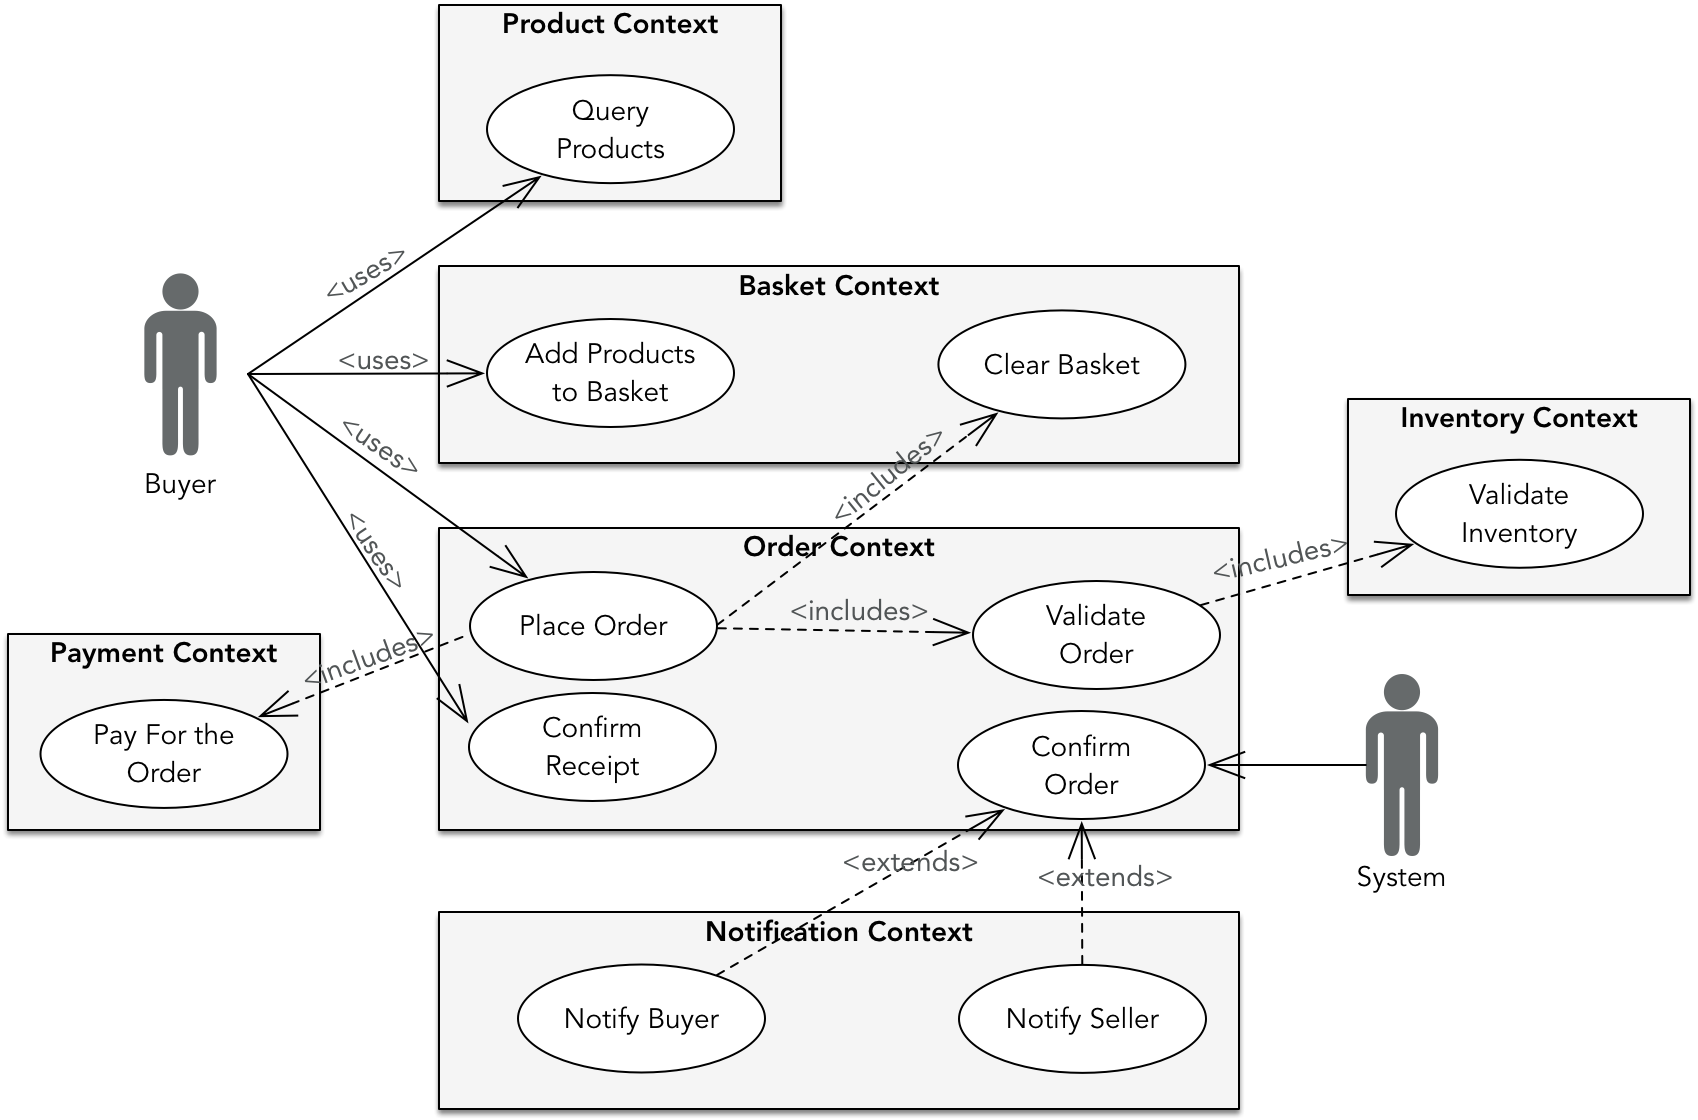 Product Context
Query
Products
<uses>
Basket Context
<uses>
Add Products
to Basket
Clear Basket
Buyer
<uses>
<includes>
Inventory Context
Validate
Inventory
<uses>
Order Context
<includes>
Place Order
<includes>
Validate
Order
Payment Context
<includes>
Pay For the
Order
Confirm
Receipt
Confirm
Order
System
<extends>
<extends>
Notification Context
Notify Buyer
Notify Seller